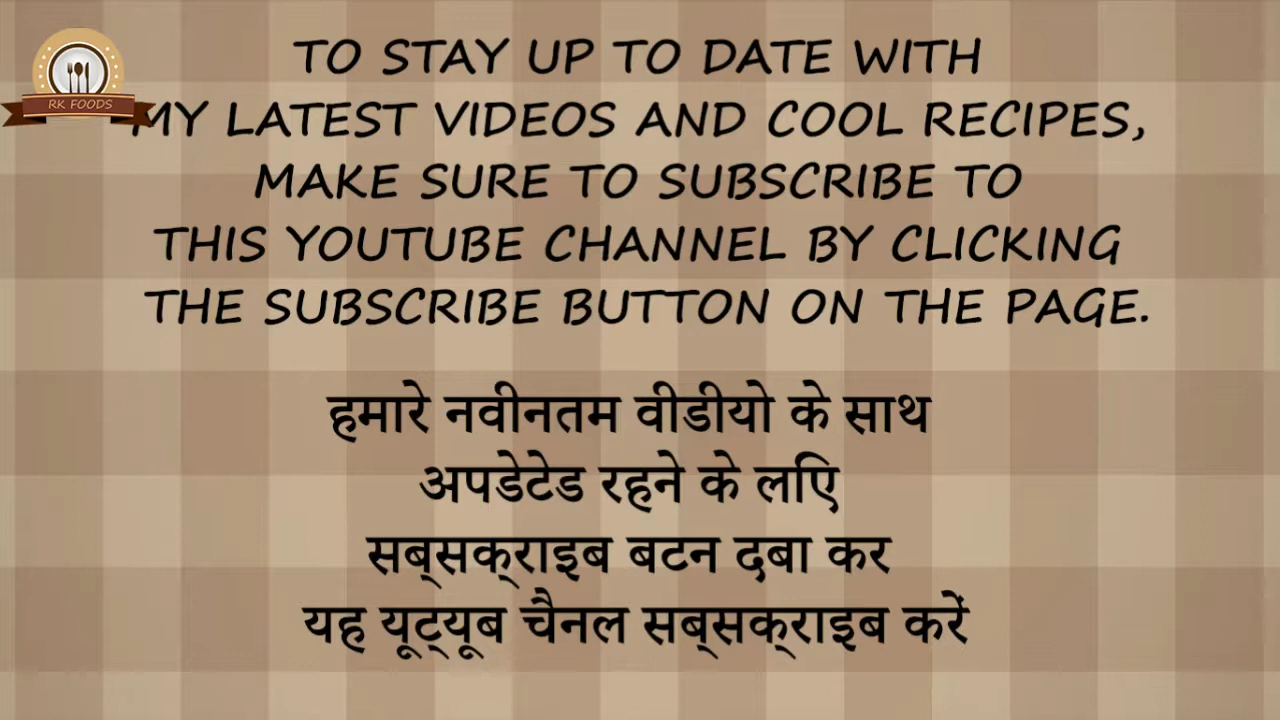 RK FOODS
TO STAY UP TO DATE WITH
MY LATEST VIDEOS AND COOL RECIPES,
MAKE SURE TO SUBSCRIBE TO
THIS YOUTUBE CHANNEL BY CLICKING
THE SUBSCRIBE BUTTON ON THE PAGE.
हमारे नवीनतम वीडीयो के साथ
अपडेटेड रहने के लिए
सब्सक्राइब बटन दबा कर
यह यूट्यूब चैनल सब्सक्राइब करें